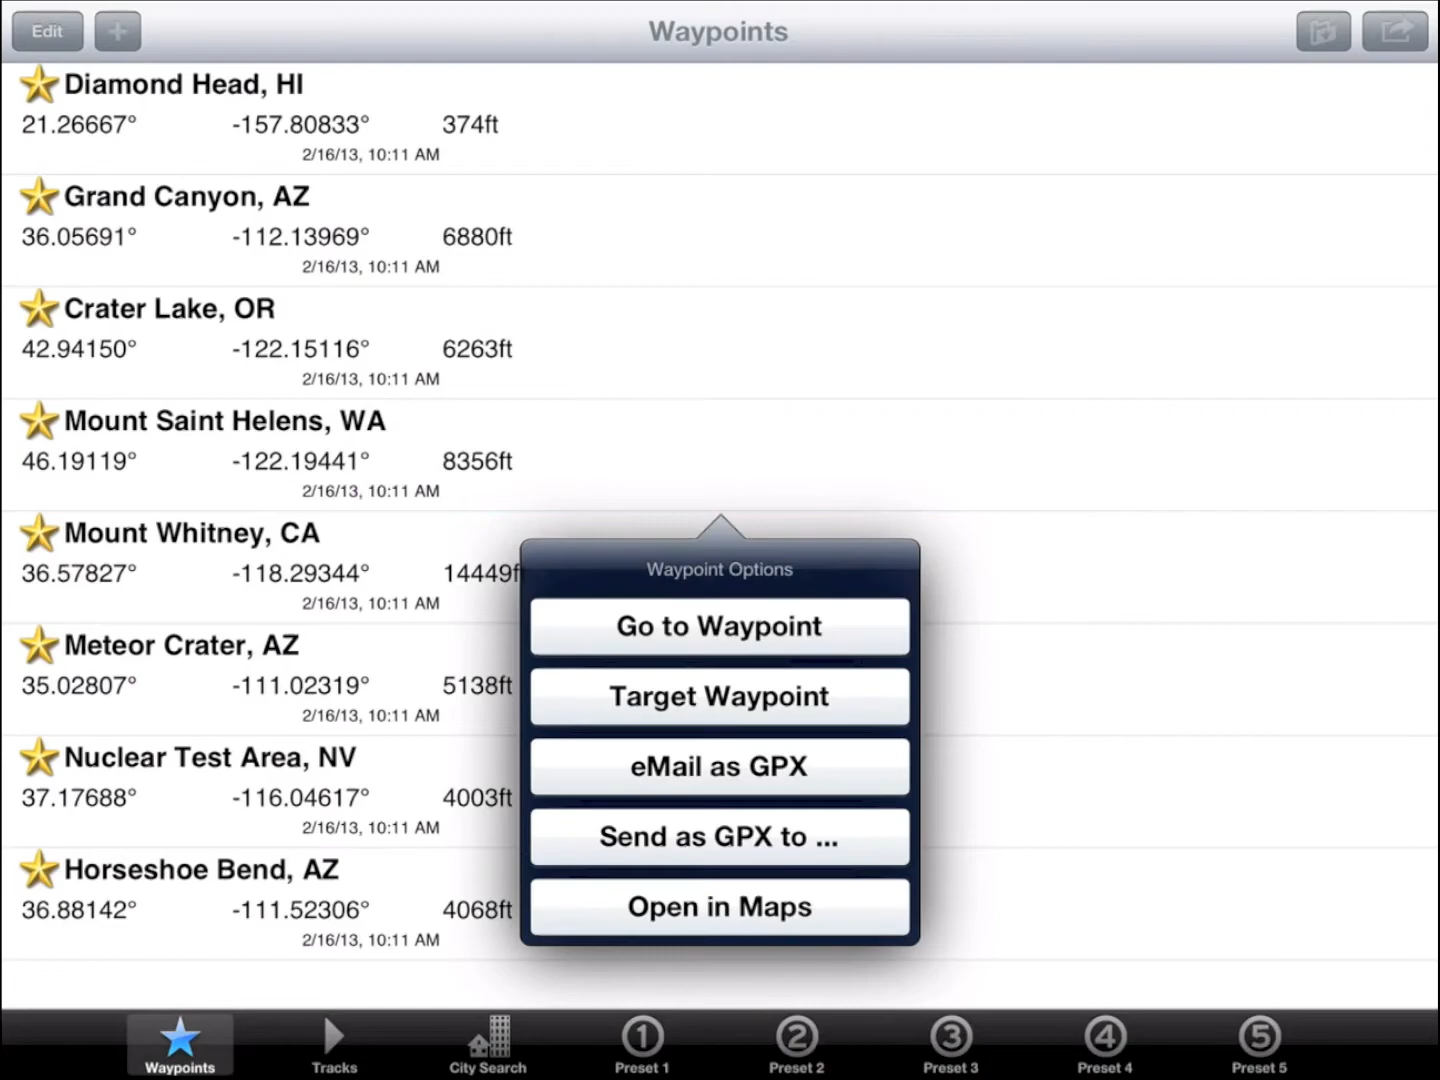 Edit
Waypoints
Diamond Head, HI
21.26667° -157.80833° 374ft
2/16/13, 10:11 AM
Grand Canyon, AZ
36.05691° -112.13969° 6880ft
2/16/13, 10:11 AM
Crater Lake, OR
42.94150° -122.15116° 6263ft
2/16/13, 10:11 AM
Mount Saint Helens, WA
46.19119° -122.19441° 8356ft
2/16/13, 10:11 AM
Mount Whitney, CA
36.57827° -118.29344° 14449f
2/16/13, 10:11 AM
Meteor Crater, AZ
35.02807° -111.02319° 5138ft
2/16/13, 10:11 AM
Nuclear Test Area, NV
37.17688° -116.04617° 4003ft
2/16/13, 10:11 AM
Horseshoe Bend, AZ
36.88142° -111.52306° 4068ft
2/16/13, 10:11 AM
Waypoint Options
Go to Waypoint
Target Waypoint
eMail as GPX
Send as GPX to ...
Open in Maps
1 2 3 4 5
Waypoints Tracks City Search Preset 1 Preset 2 Preset 3 Preset 4 Preset 5